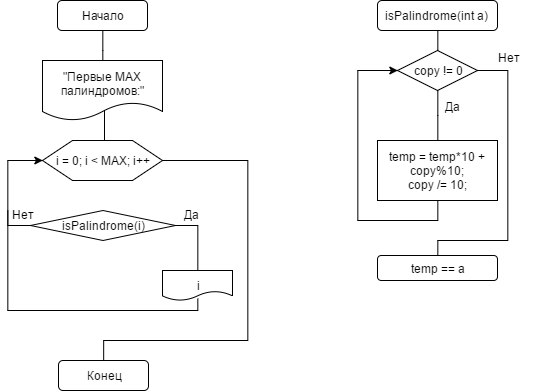 Начало
"Первые MAX
палиндромов:"
i = 0; i < MAX; i++
Нет
isPalindrome(i)
Да
i
Конец
isPalindrome(int a)
copy != 0
Нет
Да
temp = temp*10 +
copy%10;
copy /= 10;
temp == a